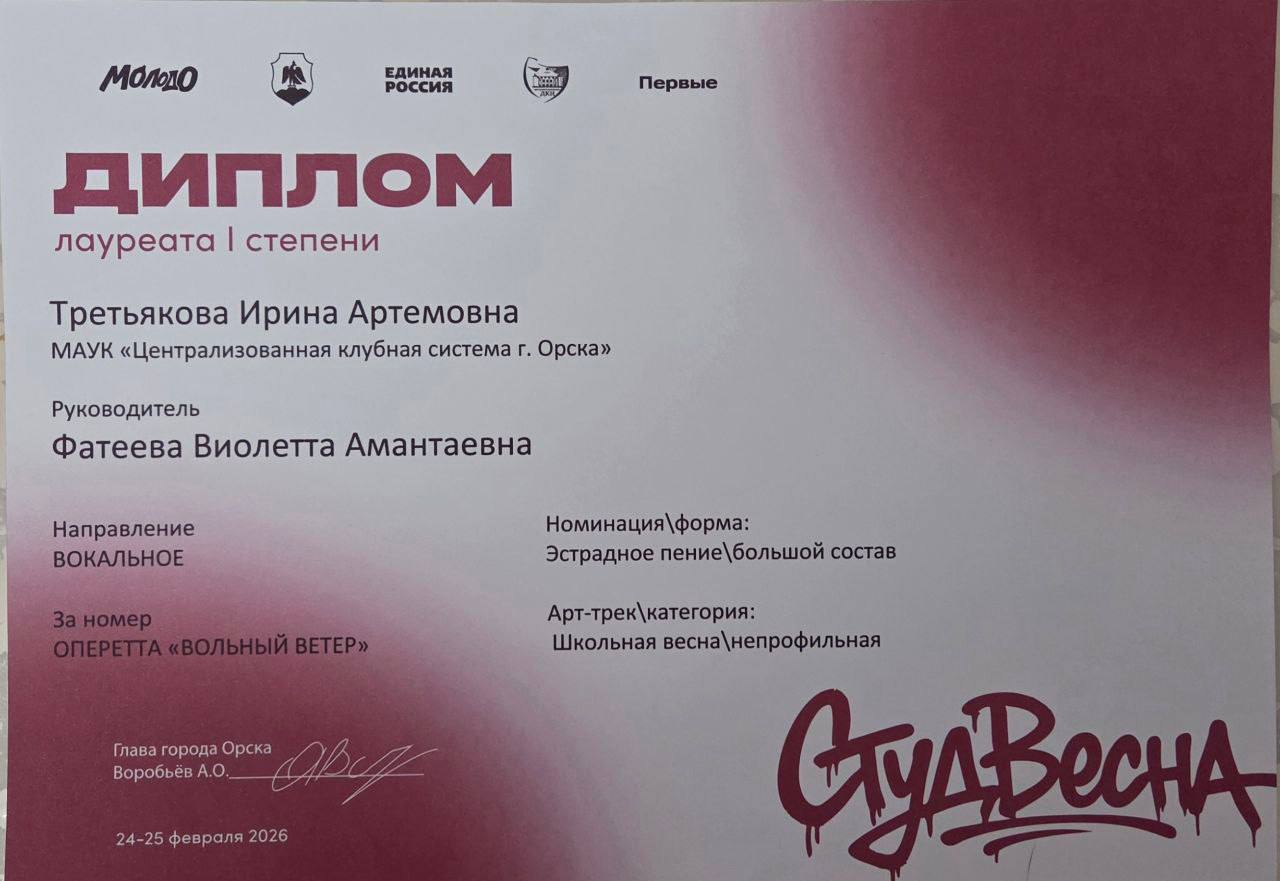 МОЛОДО
ЕДИНАЯ
РОССИЯ
ДКН
Первые
ДИПЛОМ
лауреата I степени
Третьякова Ирина Артемовна
МАУК «Централизованная клубная система г. Орска»
Руководитель
Фатеева Виолетта Амантаевна
Направление
ВОКАЛЬНОЕ
Номинация\форма:
Эстрадное пение\большой состав
За номер
ОПЕРЕТТА «ВОЛЬНЫЙ ВЕТЕР»
Арт-трек\категория:
Школьная весна\непрофильная
Глава города Орска
Воробьёв А.О.
24-25 февраля 2026
СтудВесна